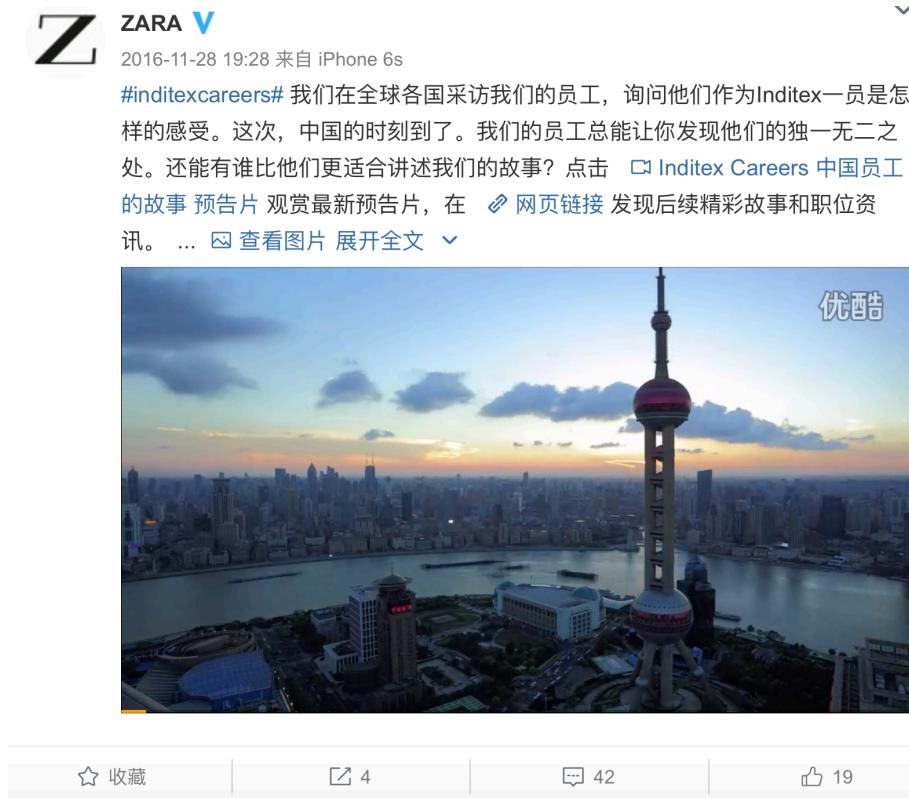 ZARA
2016-11-28 19:28 来自 iPhone 6s
#inditexcareers# 我们在全球各国采访我们的员工，询问他们作为Inditex一员是怎
样的感受。这次，中国的时刻到了。我们的员工总能让你发现他们的独一无二之
处。还能有谁比他们更适合讲述我们的故事？点击 Inditex Careers 中国员工
的故事 预告片 观赏最新预告片，在 网页链接 发现后续精彩故事和职位资
讯。 ... 查看图片 展开全文
优酷
收藏 4 42 19